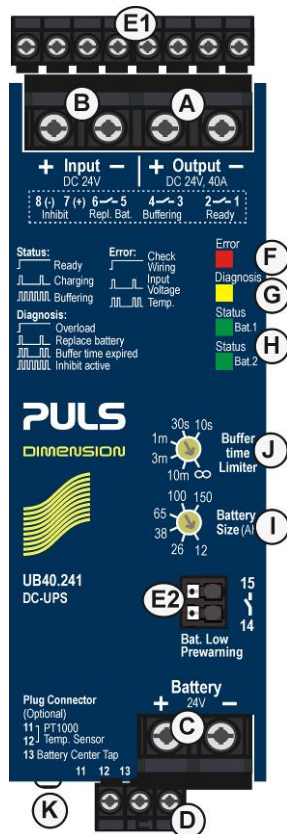 E1
B
A
+ Input −
DC 24V
+ Output −
DC 24V, 40A
8 (-) 7 (+) 6 5 4 3 2 1
Inhibit Repl. Bat. Buffering Ready
Status:
Ready
Charging
Buffering
Error:
Check
Wiring
Input
Voltage
Temp.
Diagnosis:
Overload
Replace battery
Buffer time expired
Inhibit active
Error
F
Diagnosis
G
Status
Bat.1
H
Status
Bat.2
PULS
DIMENSION
30s 10s
1m
3m
10m ∞
Buffer
time
Limiter
J
100 150
65
38
26 12
Battery
Size (Ah
I
UB40.241
DC-UPS
E2
15
14
Bat. Low
Prewarning
Battery
+ 24V −
C
Plug Connector
(Optional)
11 PT1000
12 Temp. Sensor
13 Battery Center Tap
11 12 13
K
D